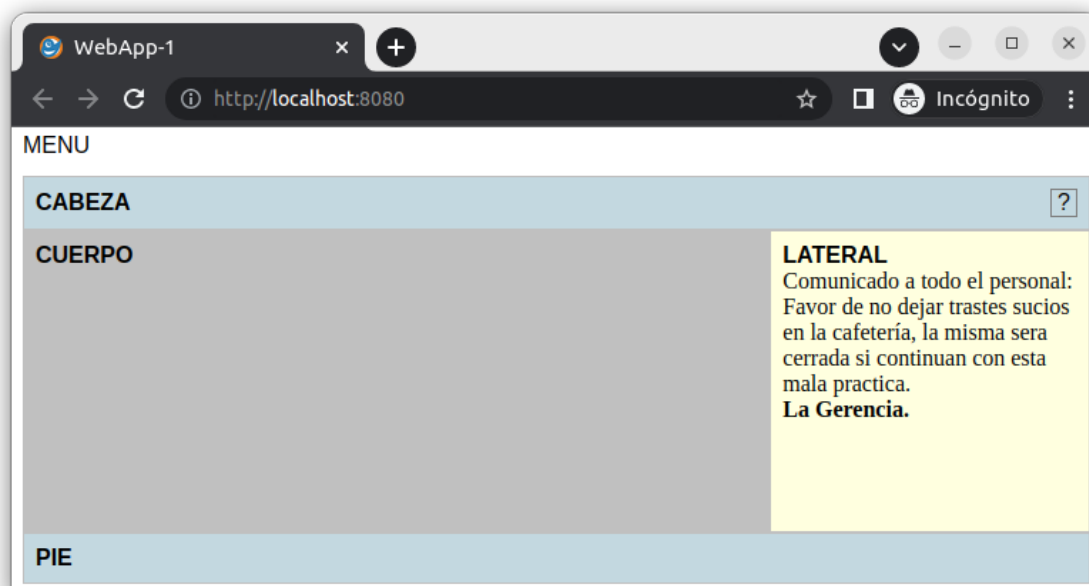 WebApp-1
http://localhost:8080
Incógnito
MENU
CABEZA
?
CUERPO
LATERAL
Comunicado a todo el personal:
Favor de no dejar trastes sucios
en la cafetería, la misma sera
cerrada si continuan con esta
mala practica.
La Gerencia.
PIE